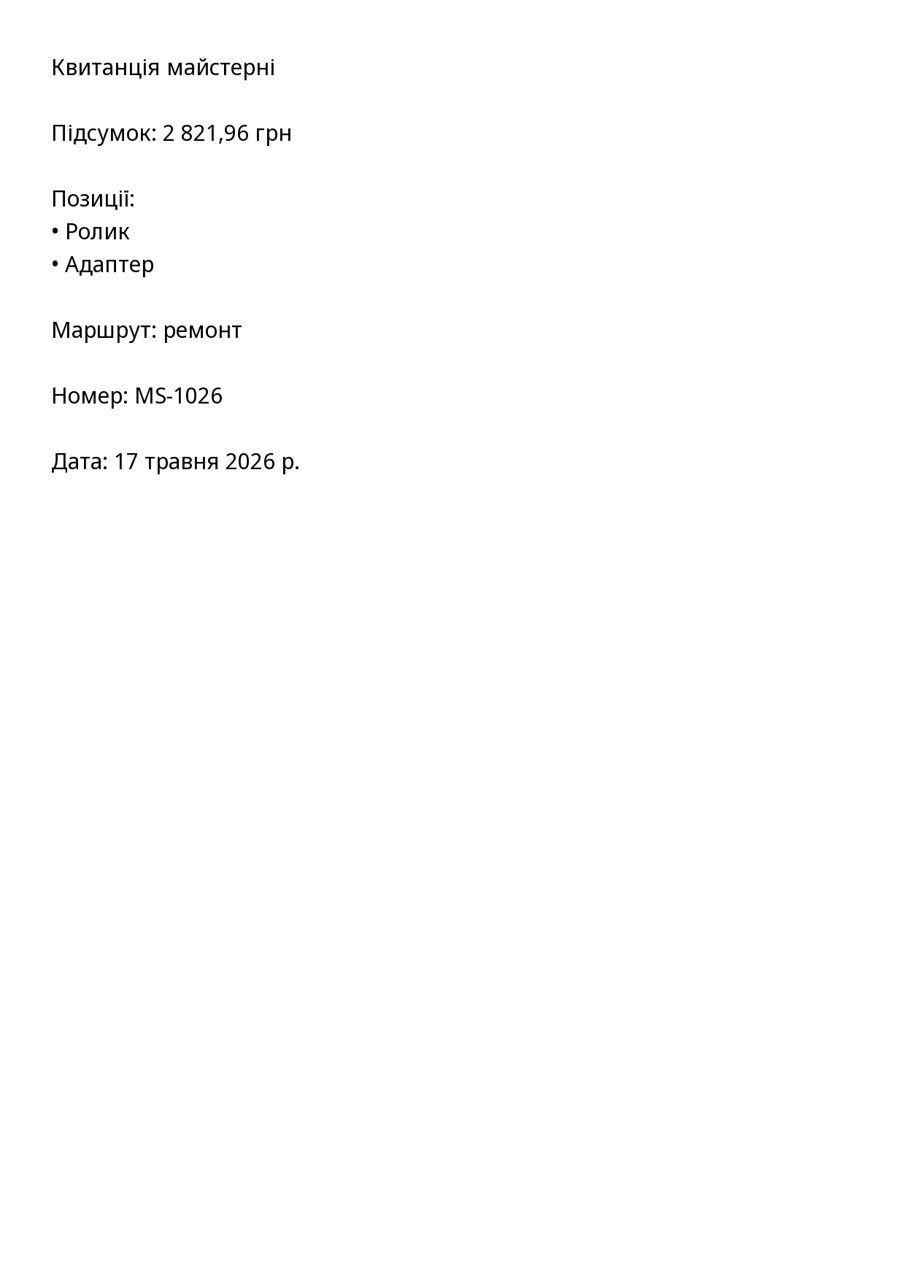 Квитанція майстерні
Підсумок: 2 821,96 грн
Позиції:
• Ролик
• Адаптер
Маршрут: ремонт
Номер: MS-1026
Дата: 17 травня 2026 р.